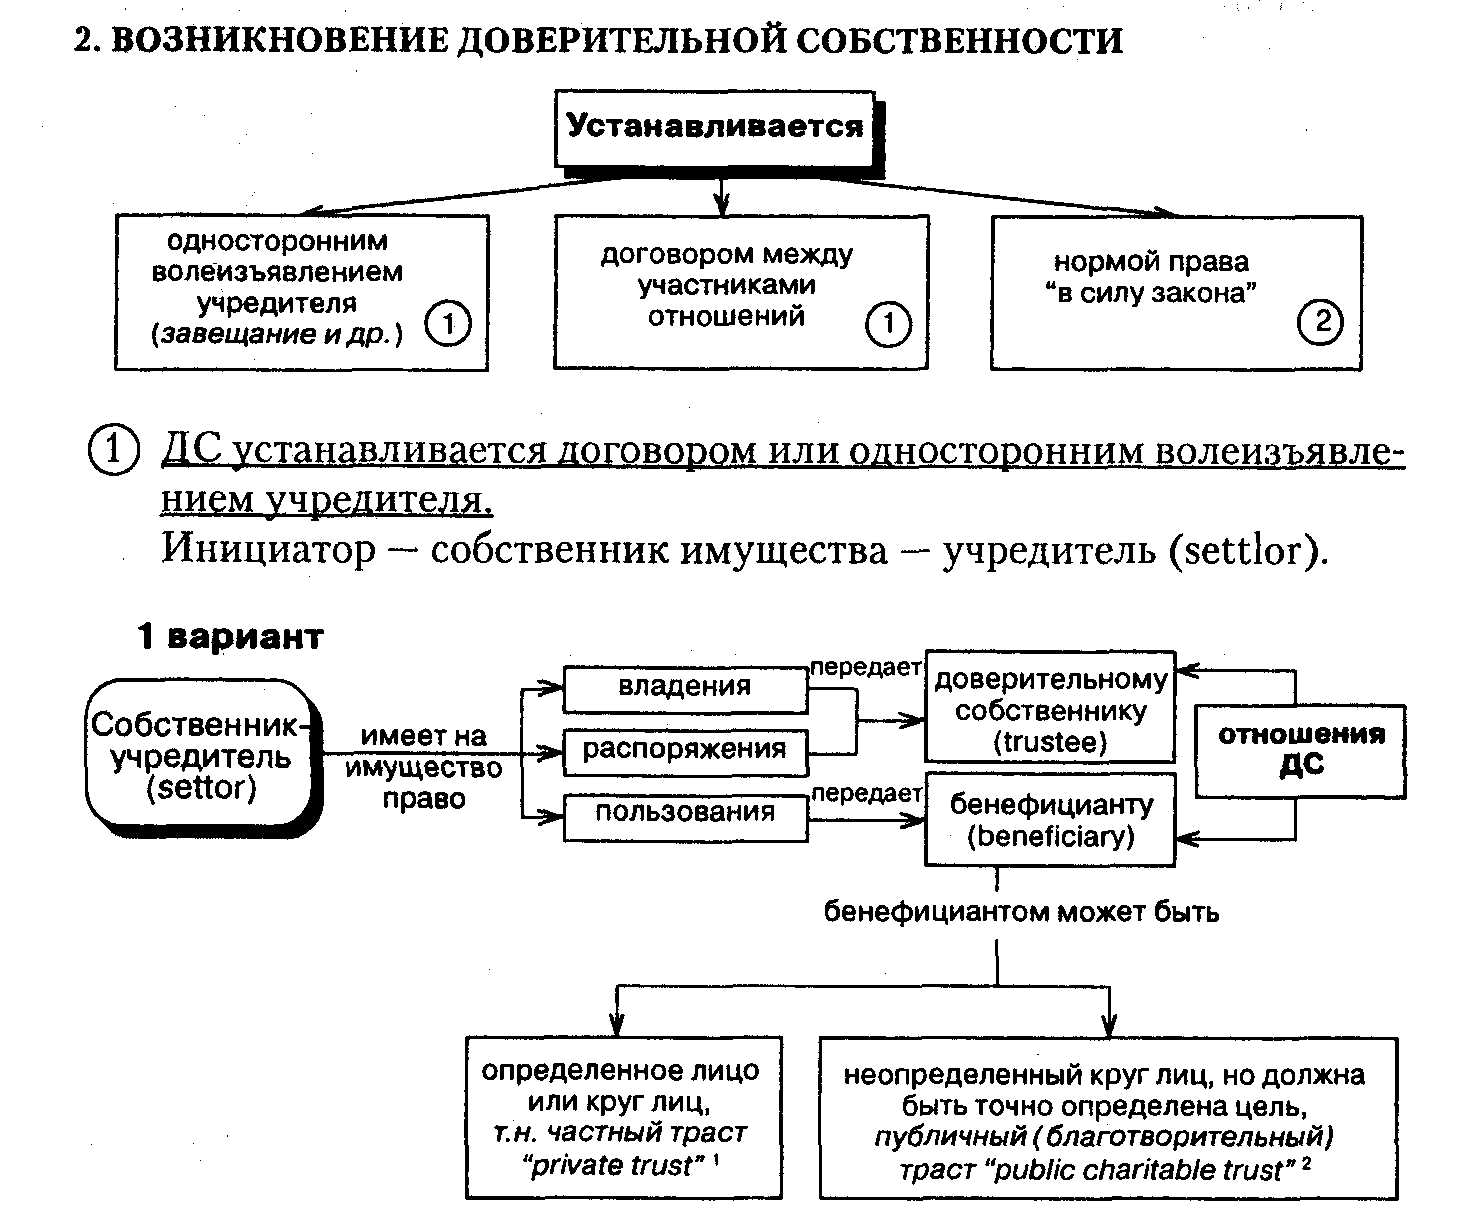 2. ВОЗНИКНОВЕНИЕ ДОВЕРИТЕЛЬНОЙ СОБСТВЕННОСТИ
Устанавливается
односторонним
волеизъявлением
учредителя
(завещание и др.)
1
договором между
участниками
отношений
1
нормой права
“в силу закона”
2
1 ДС устанавливается договором или односторонним волеизъявле-
нием учредителя.
Инициатор — собственник имущества — учредитель (settlor).
1 вариант
Собственник-
учредитель
(settor)
имеет на
имущество
право
владения
распоряжения
пользования
передает
передает
доверительному
собственнику
(trustee)
бенефицианту
(beneficiary)
отношения
ДС
бенефициантом может быть
определенное лицо
или круг лиц,
т.н. частный траст
“private trust” 1
неопределенный круг лиц, но должна
быть точно определена цель,
публичный (благотворительный)
траст “public charitable trust” 2